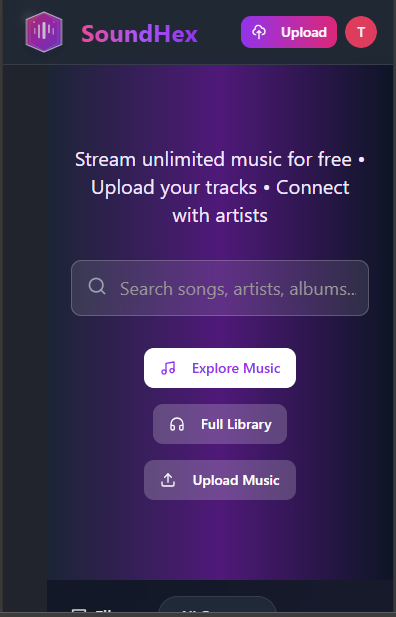 SoundHex
Upload
T
Stream unlimited music for free •
Upload your tracks • Connect
with artists
Search songs, artists, albums...
Explore Music
Full Library
Upload Music